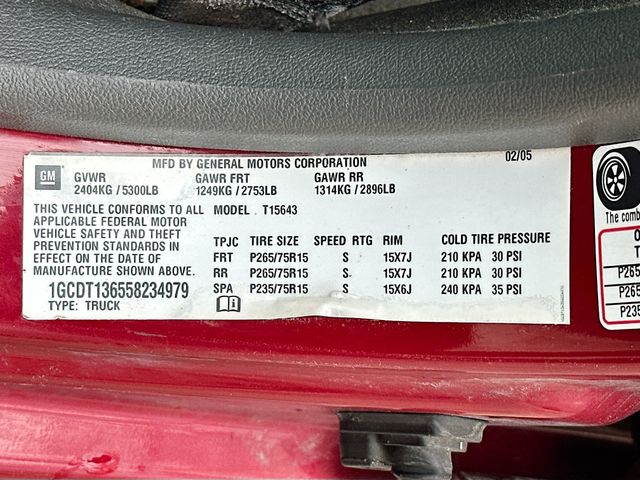 MFD BY GENERAL MOTORS CORPORATION 02/05
GM
GVWR GAWR FRT GAWR RR
2404KG / 5300LB 1249KG / 2753LB 1314KG / 2896LB
THIS VEHICLE CONFORMS TO ALL MODEL T15643
APPLICABLE FEDERAL MOTOR
VEHICLE SAFETY AND THEFT
PREVENTION STANDARDS IN
EFFECT ON THE DATE OF
MANUFACTURE SHOWN ABOVE.
1GCDT136558234979
TYPE: TRUCK
TPJC TIRE SIZE SPEED RTG RIM COLD TIRE PRESSURE
FRT P265/75R15 S 15X7J 210 KPA 30 PSI
RR P265/75R15 S 15X7J 210 KPA 30 PSI
SPA P235/75R15 S 15X6J 240 KPA 35 PSI
The comb
P265
P265
P235